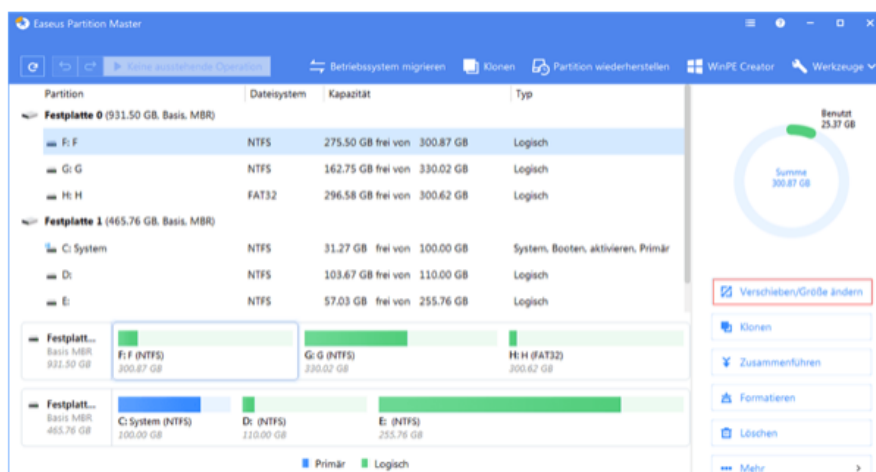 Easeus Partition Master
Keine ausstehende Operation Betriebssystem migrieren Klonen Partition wiederherstellen WinPE Creator Werkzeuge
Partition Dateisystem Kapazität Typ
Festplatte 0 (931.50 GB, Basis, MBR)
F: F NTFS 275.50 GB frei von 300.87 GB Logisch
G: G NTFS 162.75 GB frei von 330.02 GB Logisch
H: H FAT32 296.58 GB frei von 300.62 GB Logisch
Festplatte 1 (465.76 GB, Basis, MBR)
C: System NTFS 31.27 GB frei von 100.00 GB System, Booten, aktivieren, Primär
D: NTFS 103.67 GB frei von 110.00 GB Logisch
E: NTFS 57.03 GB frei von 255.76 GB Logisch
Festplatt...
Basis MBR
931.50 GB
F: F (NTFS)
300.87 GB
G: G (NTFS)
330.02 GB
H: H (FAT32)
300.62 GB
Festplatt...
Basis MBR
465.76 GB
C: System (NTFS)
100.00 GB
D: (NTFS)
110.00 GB
E: (NTFS)
255.76 GB
Primär Logisch
Benutzt
25.37 GB
Summe
300.87 GB
Verschieben/Größe ändern
Klonen
Zusammenführen
Formatieren
Löschen
Mehr